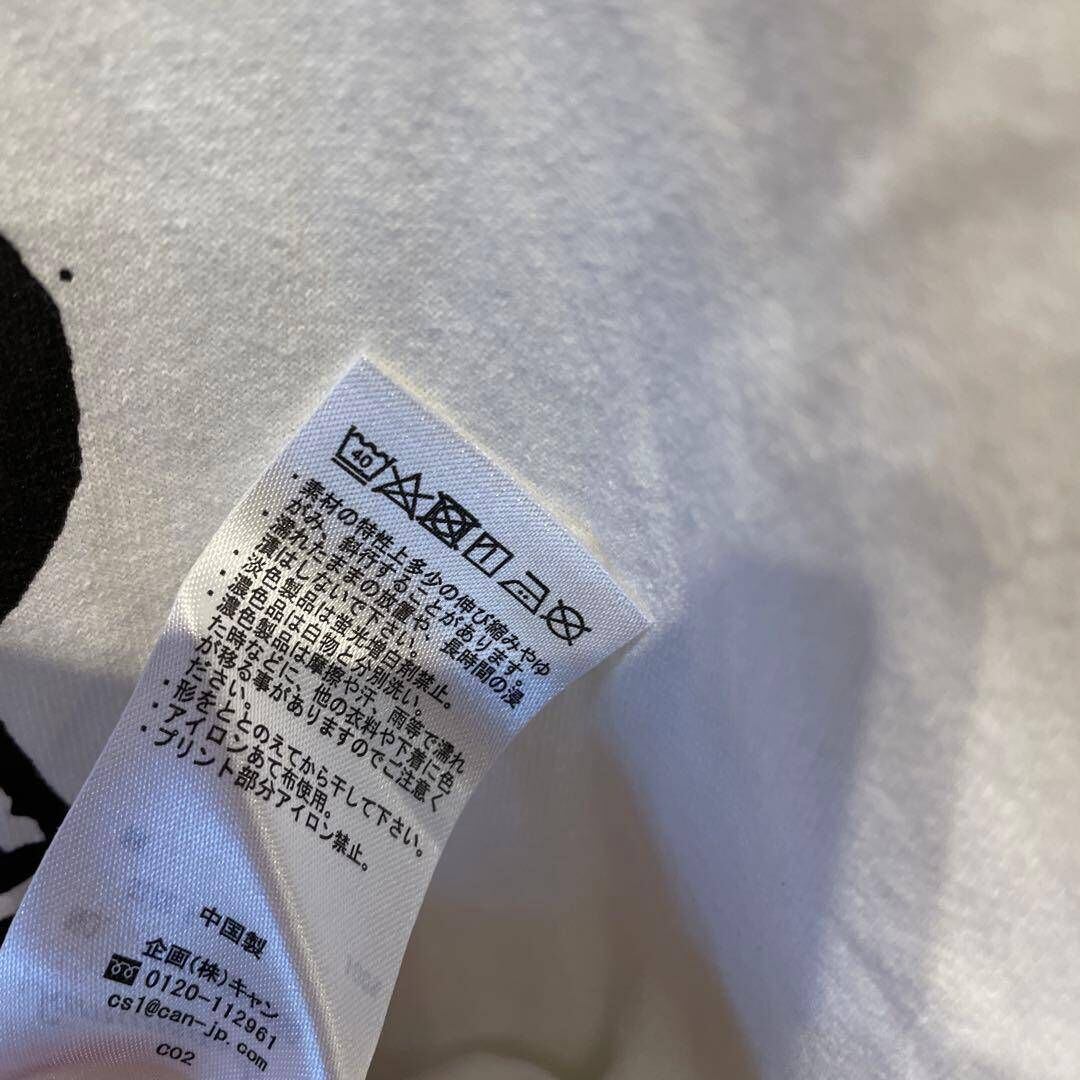 40
・素材の特性上多少の伸び縮みやゆ
がみ、斜行することがあります。
・濡れたままの放置や、長時間の浸
漬はしないで下さい。
・淡色製品は蛍光増白剤禁止。
・濃色品は白物と分別洗い。
・濃色製品は摩擦や汗、雨等で濡れ
た時などに、他の衣料や下着に色
が移る事がありますのでご注意く
ださい。
・形をととのえてから干して下さい。
・アイロンあて布使用。
・プリント部分アイロン禁止。
中国製
企画(株)キャン
0120-112961
cs1@can-jp.com
C02